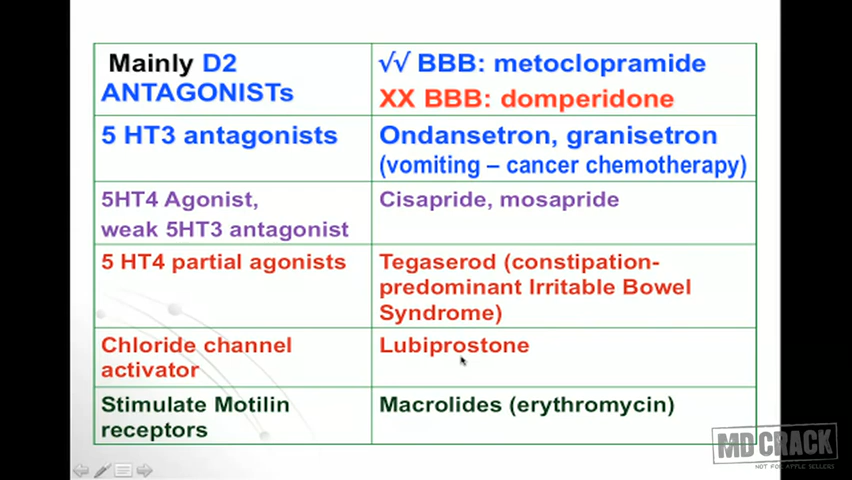 Mainly D2
ANTAGONISTs
√√ BBB: metoclopramide
XX BBB: domperidone
5 HT3 antagonists
Ondansetron, granisetron
(vomiting – cancer chemotherapy)
5HT4 Agonist,
weak 5HT3 antagonist
Cisapride, mosapride
5 HT4 partial agonists
Tegaserod (constipation-
predominant Irritable Bowel
Syndrome)
Chloride channel
activator
Lubiprostone
Stimulate Motilin
receptors
Macrolides (erythromycin)
MD CRACK
NOT FOR APPLE SELLERS